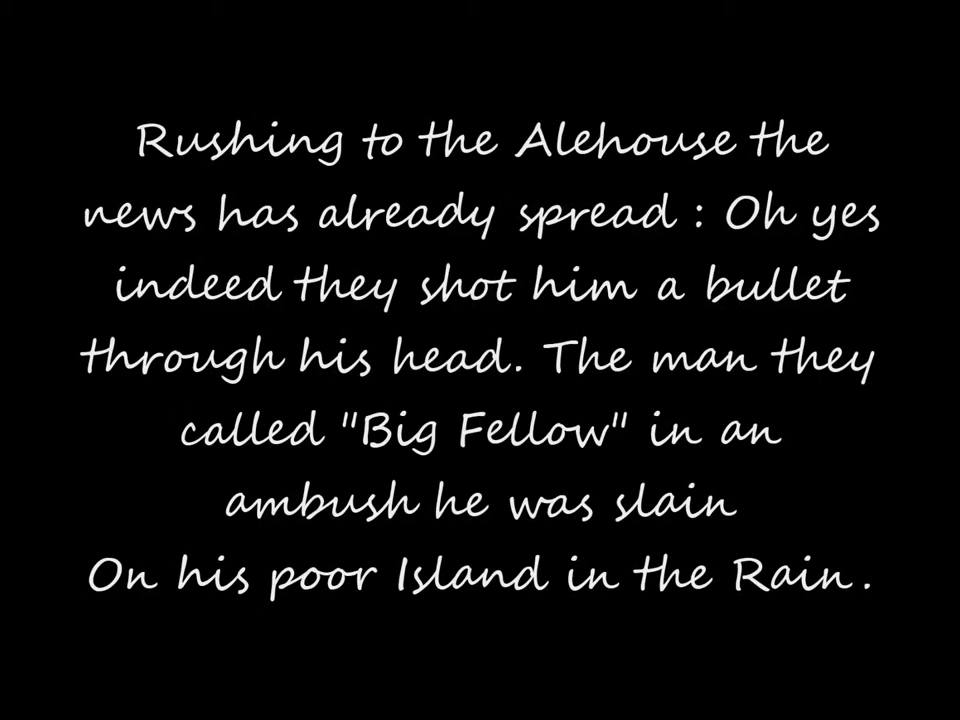 Rushing to the Alehouse the
news has already spread : Oh yes
indeed they shot him a bullet
through his head. The man they
called "Big Fellow" in an
ambush he was slain
On his poor Island in the Rain .